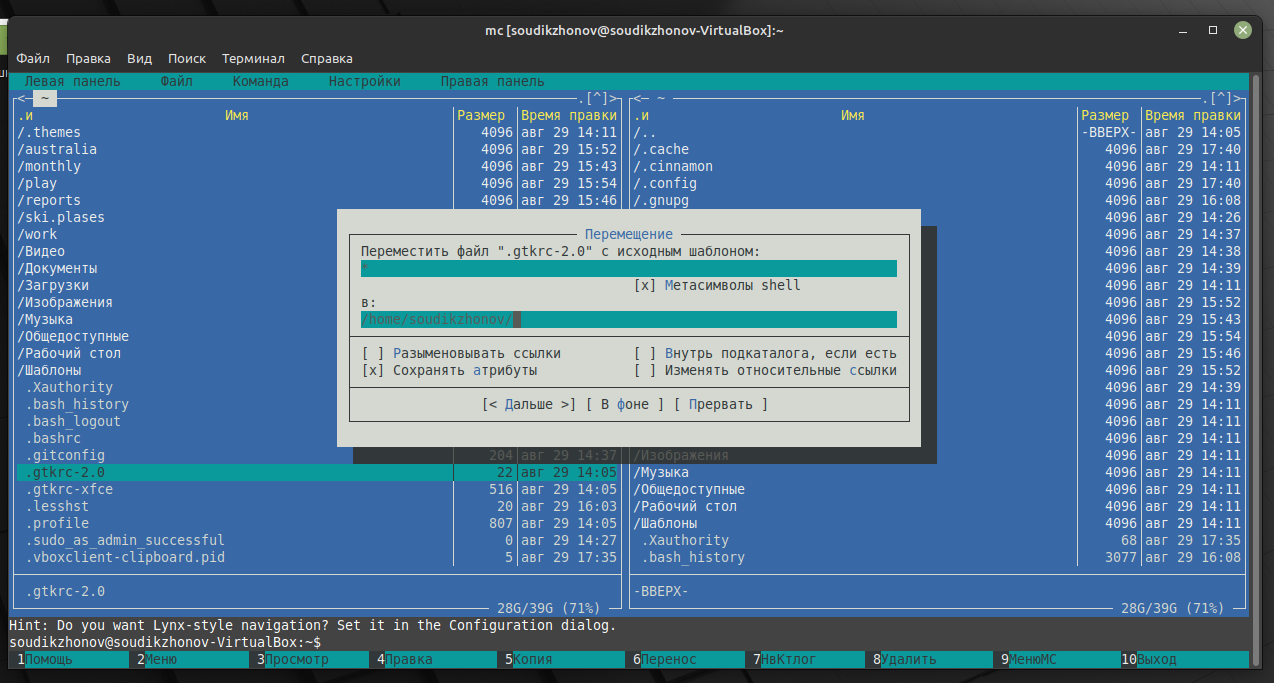 mc [soudikzhonov@soudikzhonov-VirtualBox]:~
Файл Правка Вид Поиск Терминал Справка
Левая панель Файл Команда Настройки Правая панель
<─ ~ .[^]> <─ ~ .[^]>
.и Имя Размер Время правки .и Имя Размер Время правки
/.themes 4096 авг 29 14:11 /.. -ВВЕРХ- авг 29 14:05
/australia 4096 авг 29 15:52 /.cache 4096 авг 29 17:40
/monthly 4096 авг 29 15:43 /.cinnamon 4096 авг 29 14:11
/play 4096 авг 29 15:54 /.config 4096 авг 29 17:40
/reports 4096 авг 29 15:46 /.gnupg 4096 авг 29 16:08
/ski.plases 4096 авг 29 14:26
/work Перемещение 4096 авг 29 14:37
/Видео Переместить файл ".gtkrc-2.0" с исходным шаблоном: 4096 авг 29 14:38
/Документы * 4096 авг 29 14:39
/Загрузки [x] Метасимволы shell 4096 авг 29 14:11
/Изображения в: 4096 авг 29 15:52
/Музыка /home/soudikzhonov/ 4096 авг 29 15:43
/Общедоступные 4096 авг 29 15:54
/Рабочий стол [ ] Разыменовывать ссылки [ ] Внутрь подкаталога, если есть 4096 авг 29 15:46
/Шаблоны [x] Сохранять атрибуты [ ] Изменять относительные ссылки 4096 авг 29 15:52
.Xauthority 4096 авг 29 14:39
.bash_history [< Дальше >] [ В фоне ] [ Прервать ] 4096 авг 29 14:11
.bash_logout 4096 авг 29 14:11
.bashrc 4096 авг 29 14:11
.gitconfig 204 авг 29 14:37 /Изображения 4096 авг 29 14:11
.gtkrc-2.0 22 авг 29 14:05 /Музыка 4096 авг 29 14:11
.gtkrc-xfce 516 авг 29 14:05 /Общедоступные 4096 авг 29 14:11
.lesshst 20 авг 29 16:03 /Рабочий стол 4096 авг 29 14:11
.profile 807 авг 29 14:05 /Шаблоны 4096 авг 29 14:11
.sudo_as_admin_successful 0 авг 29 14:27 .Xauthority 68 авг 29 17:35
.vboxclient-clipboard.pid 5 авг 29 17:35 .bash_history 3077 авг 29 16:08
.gtkrc-2.0 -ВВЕРХ-
28G/39G (71%) 28G/39G (71%)
Hint: Do you want Lynx-style navigation? Set it in the Configuration dialog.
soudikzhonov@soudikzhonov-VirtualBox:~$
1Помощь 2Меню 3Просмотр 4Правка 5Копия 6Перенос 7НвКтлог 8Удалить 9МенюMC 10Выход